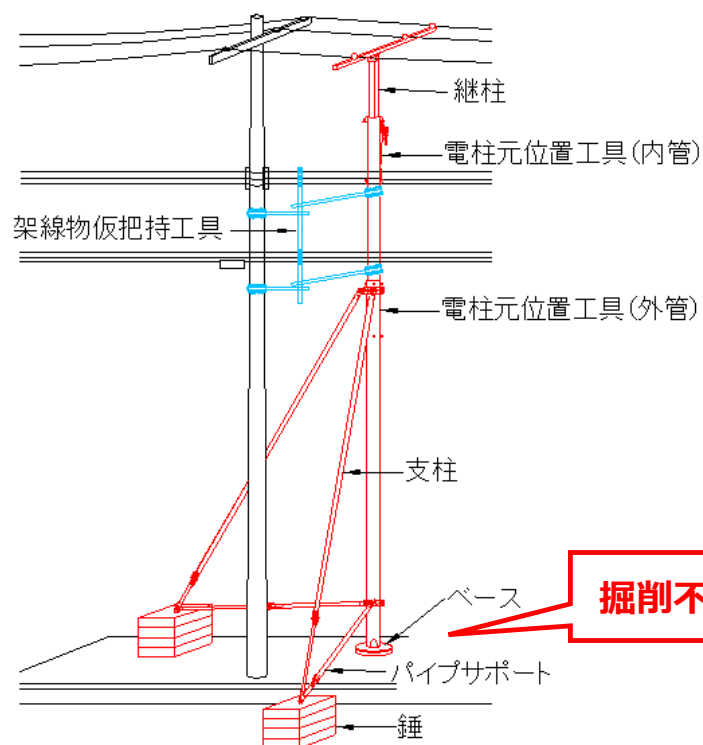 継柱
電柱元位置工具(内管)
架線物仮把持工具
電柱元位置工具(外管)
支柱
ベース
掘削不
パイプサポート
錘